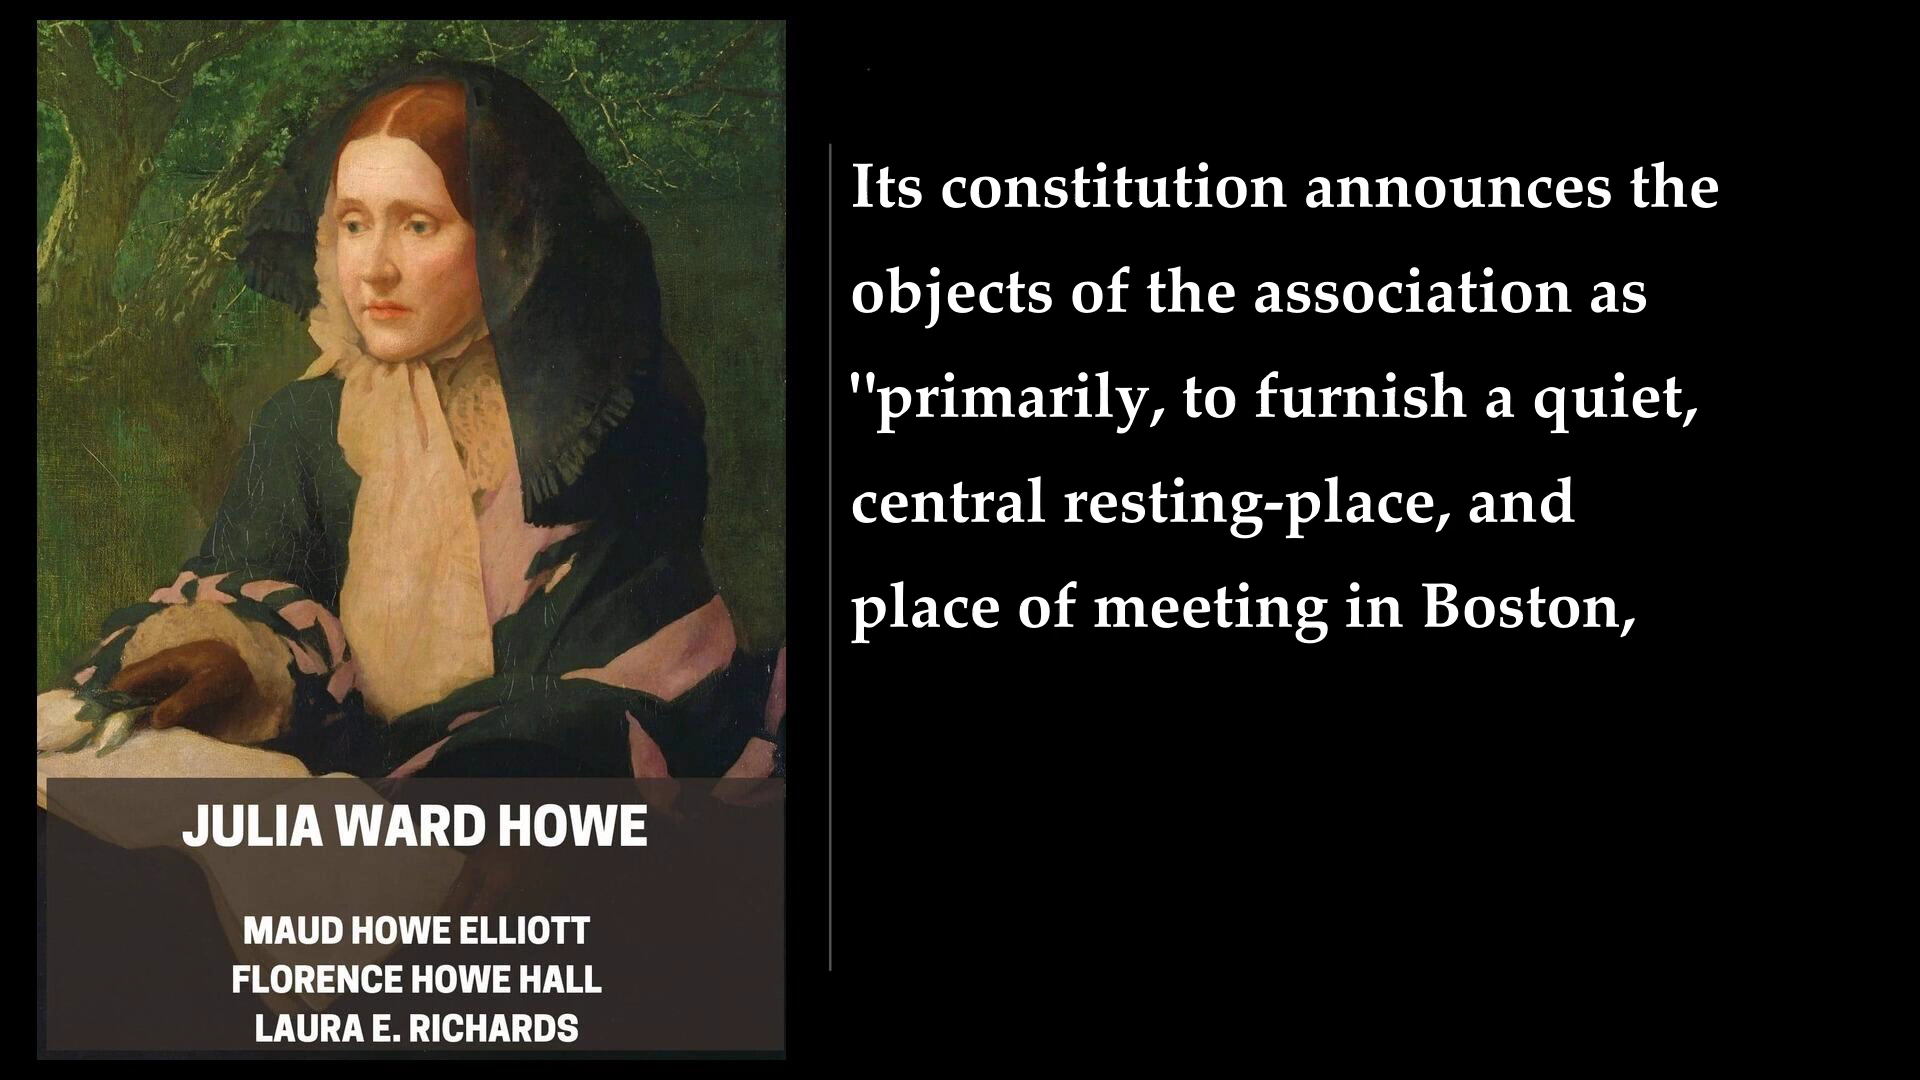 Its constitution announces the
objects of the association as
"primarily, to furnish a quiet,
central resting-place, and
place of meeting in Boston,
JULIA WARD HOWE
MAUD HOWE ELLIOTT
FLORENCE HOWE HALL
LAURA E. RICHARDS